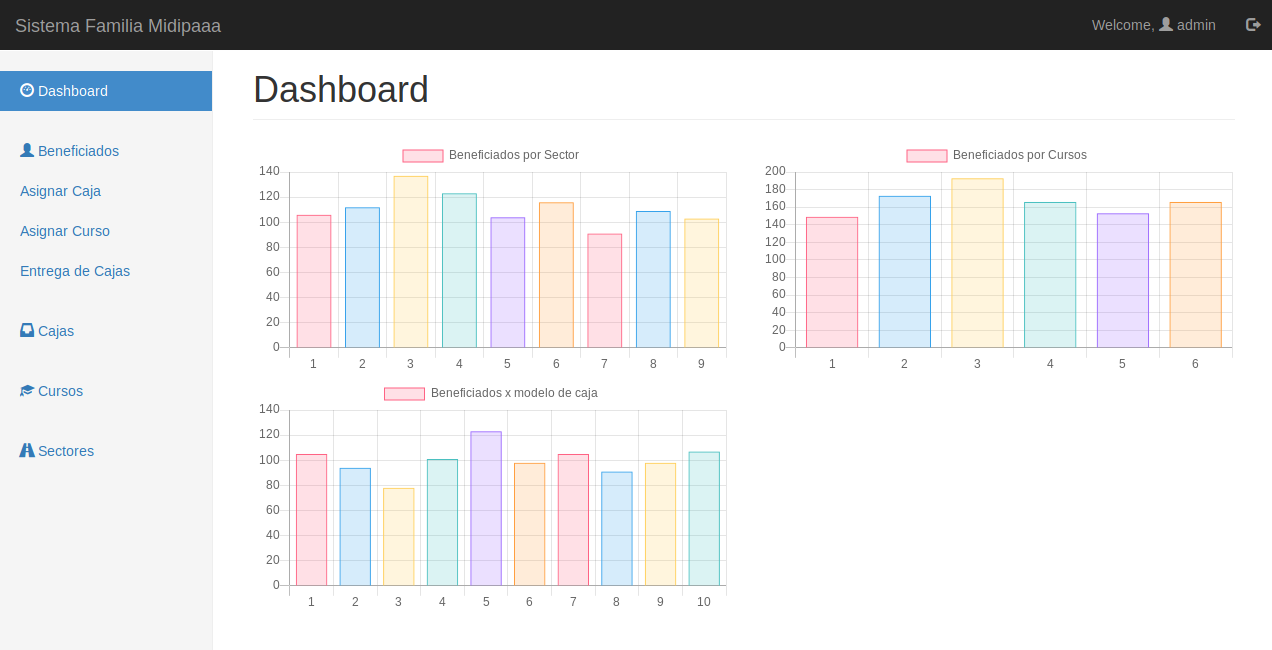 Sistema Familia Midipaaa
Welcome, admin
Dashboard
Beneficiados
Asignar Caja
Asignar Curso
Entrega de Cajas
Cajas
Cursos
Sectores
Dashboard
Beneficiados por Sector
140
120
100
80
60
40
20
0
1 2 3 4 5 6 7 8 9
Beneficiados por Cursos
200
180
160
140
120
100
80
60
40
20
0
1 2 3 4 5 6
Beneficiados x modelo de caja
140
120
100
80
60
40
20
0
1 2 3 4 5 6 7 8 9 10